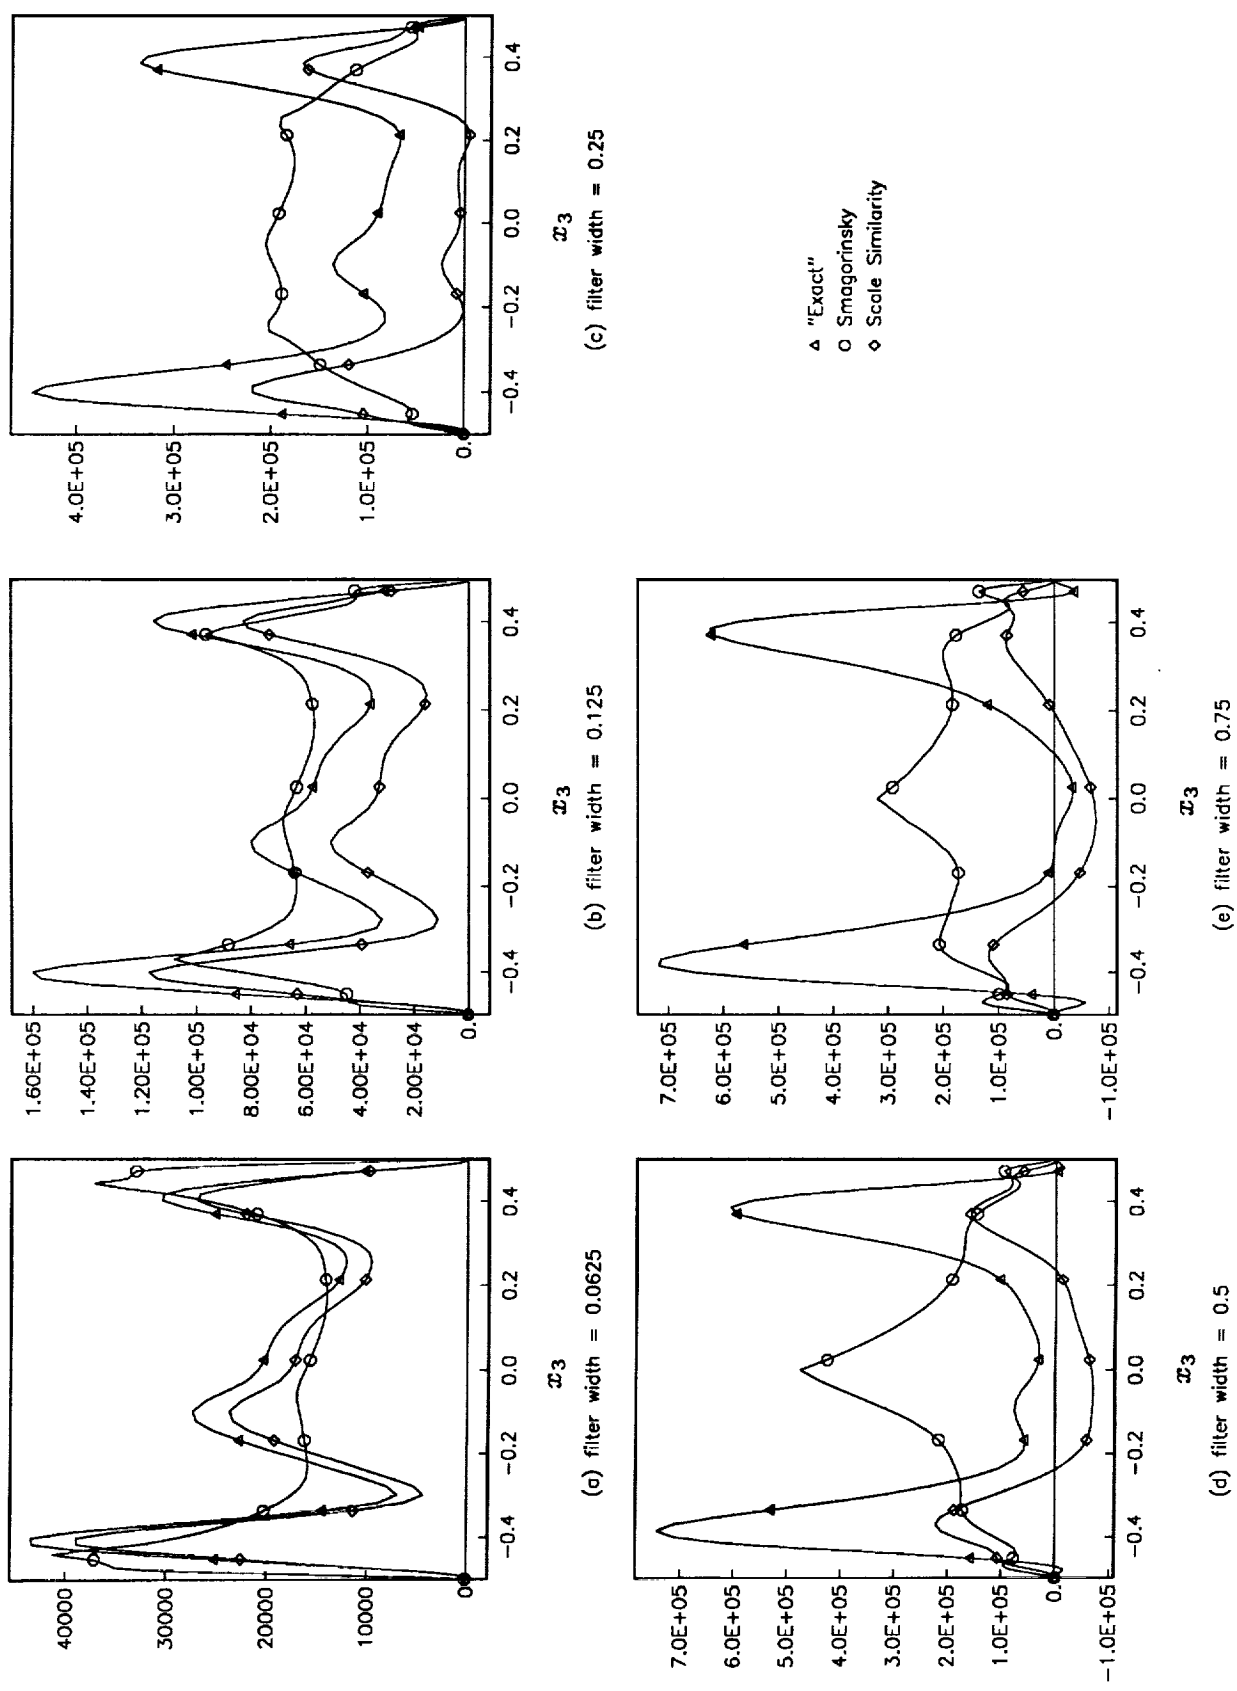 40000
30000
20000
10000
0
−0.4
−0.2
0.0
0.2
0.4
x3
(a) filter width = 0.0625
1.60E+05
1.40E+05
1.20E+05
1.00E+05
8.00E+04
6.00E+04
4.00E+04
2.00E+04
0.
−0.4
−0.2
0.0
0.2
0.4
x3
(b) filter width = 0.125
4.0E+05
3.0E+05
2.0E+05
1.0E+05
0.
−0.4
−0.2
0.0
0.2
0.4
x3
(c) filter width = 0.25
7.0E+05
6.0E+05
5.0E+05
4.0E+05
3.0E+05
2.0E+05
1.0E+05
0.
−1.0E+05
−0.4
−0.2
0.0
0.2
0.4
x3
(d) filter width = 0.5
7.0E+05
6.0E+05
5.0E+05
4.0E+05
3.0E+05
2.0E+05
1.0E+05
0.
−1.0E+05
−0.4
−0.2
0.0
0.2
0.4
x3
(e) filter width = 0.75
"Exact"
Smagorinsky
Scale Similarity